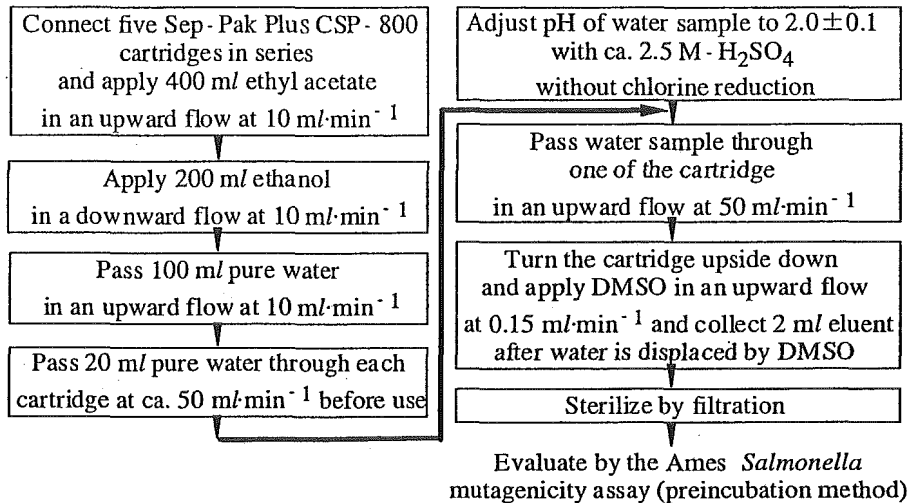 Connect five Sep-Pak Plus CSP - 800
cartridges in series
and apply 400 ml ethyl acetate
in an upward flow at 10 ml·min⁻¹
Apply 200 ml ethanol
in a downward flow at 10 ml·min⁻¹
Pass 100 ml pure water
in an upward flow at 10 ml·min⁻¹
Pass 20 ml pure water through each
cartridge at ca. 50 ml·min⁻¹ before use
Adjust pH of water sample to 2.0±0.1
with ca. 2.5 M - H₂SO₄
without chlorine reduction
Pass water sample through
one of the cartridge
in an upward flow at 50 ml·min⁻¹
Turn the cartridge upside down
and apply DMSO in an upward flow
at 0.15 ml·min⁻¹ and collect 2 ml eluent
after water is displaced by DMSO
Sterilize by filtration
Evaluate by the Ames Salmonella
mutagenicity assay (preincubation method)